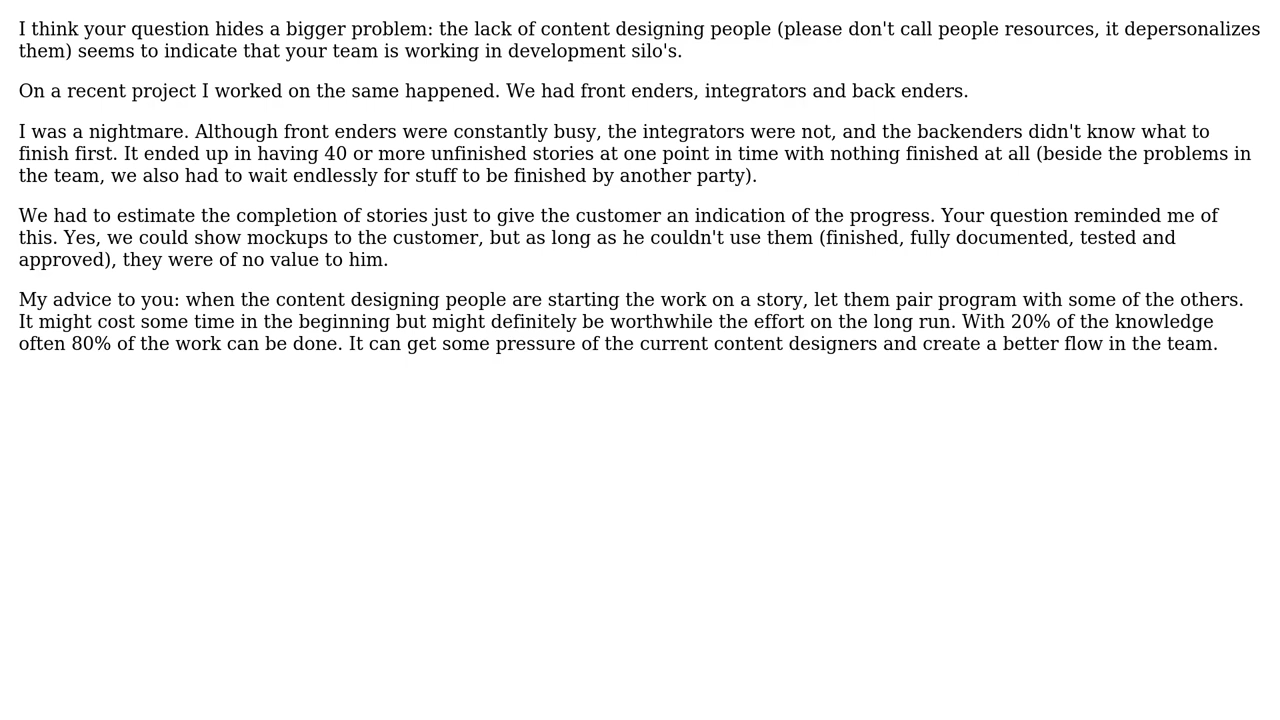 I think your question hides a bigger problem: the lack of content designing people (please don't call people resources, it depersonalizes
them) seems to indicate that your team is working in development silo's.
On a recent project I worked on the same happened. We had front enders, integrators and back enders.
I was a nightmare. Although front enders were constantly busy, the integrators were not, and the backenders didn't know what to
finish first. It ended up in having 40 or more unfinished stories at one point in time with nothing finished at all (beside the problems in
the team, we also had to wait endlessly for stuff to be finished by another party).
We had to estimate the completion of stories just to give the customer an indication of the progress. Your question reminded me of
this. Yes, we could show mockups to the customer, but as long as he couldn't use them (finished, fully documented, tested and
approved), they were of no value to him.
My advice to you: when the content designing people are starting the work on a story, let them pair program with some of the others.
It might cost some time in the beginning but might definitely be worthwhile the effort on the long run. With 20% of the knowledge
often 80% of the work can be done. It can get some pressure of the current content designers and create a better flow in the team.